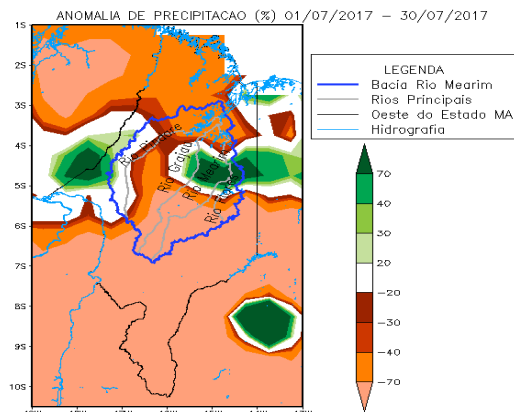 ANOMALIA DE PRECIPITACAO (%) 01/07/2017 – 30/07/2017
1S
2S
3S
4S
5S
6S
7S
8S
9S
10S
Rio Pindare
Rio Grajau
Rio Mearim
Rio
LEGENDA
Bacia Rio Mearim
Rios Principais
Oeste do Estado MA
Hidrografia
70
40
30
20
−20
−30
−40
−70